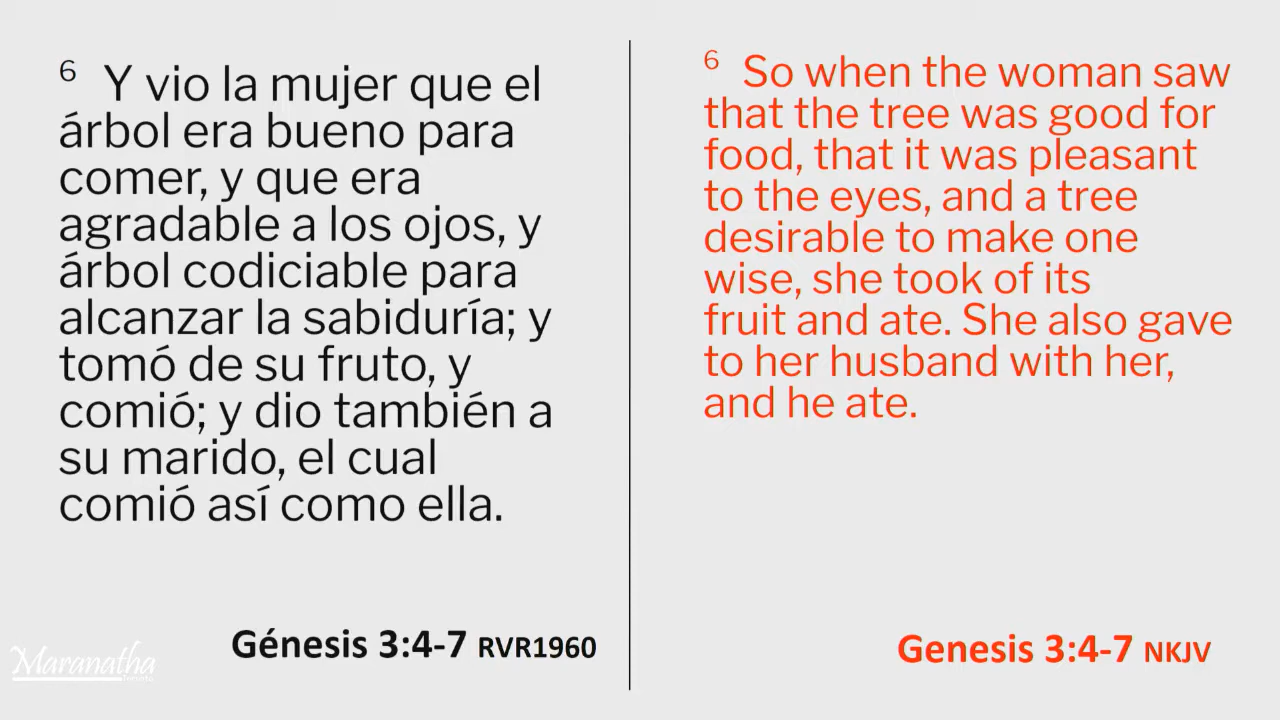 6 Y vio la mujer que el
árbol era bueno para
comer, y que era
agradable a los ojos, y
árbol codiciable para
alcanzar la sabiduría; y
tomó de su fruto, y
comió; y dio también a
su marido, el cual
comió así como ella.
Génesis 3:4-7 RVR1960
6 So when the woman saw
that the tree was good for
food, that it was pleasant
to the eyes, and a tree
desirable to make one
wise, she took of its
fruit and ate. She also gave
to her husband with her,
and he ate.
Genesis 3:4-7 NKJV
Maranatha